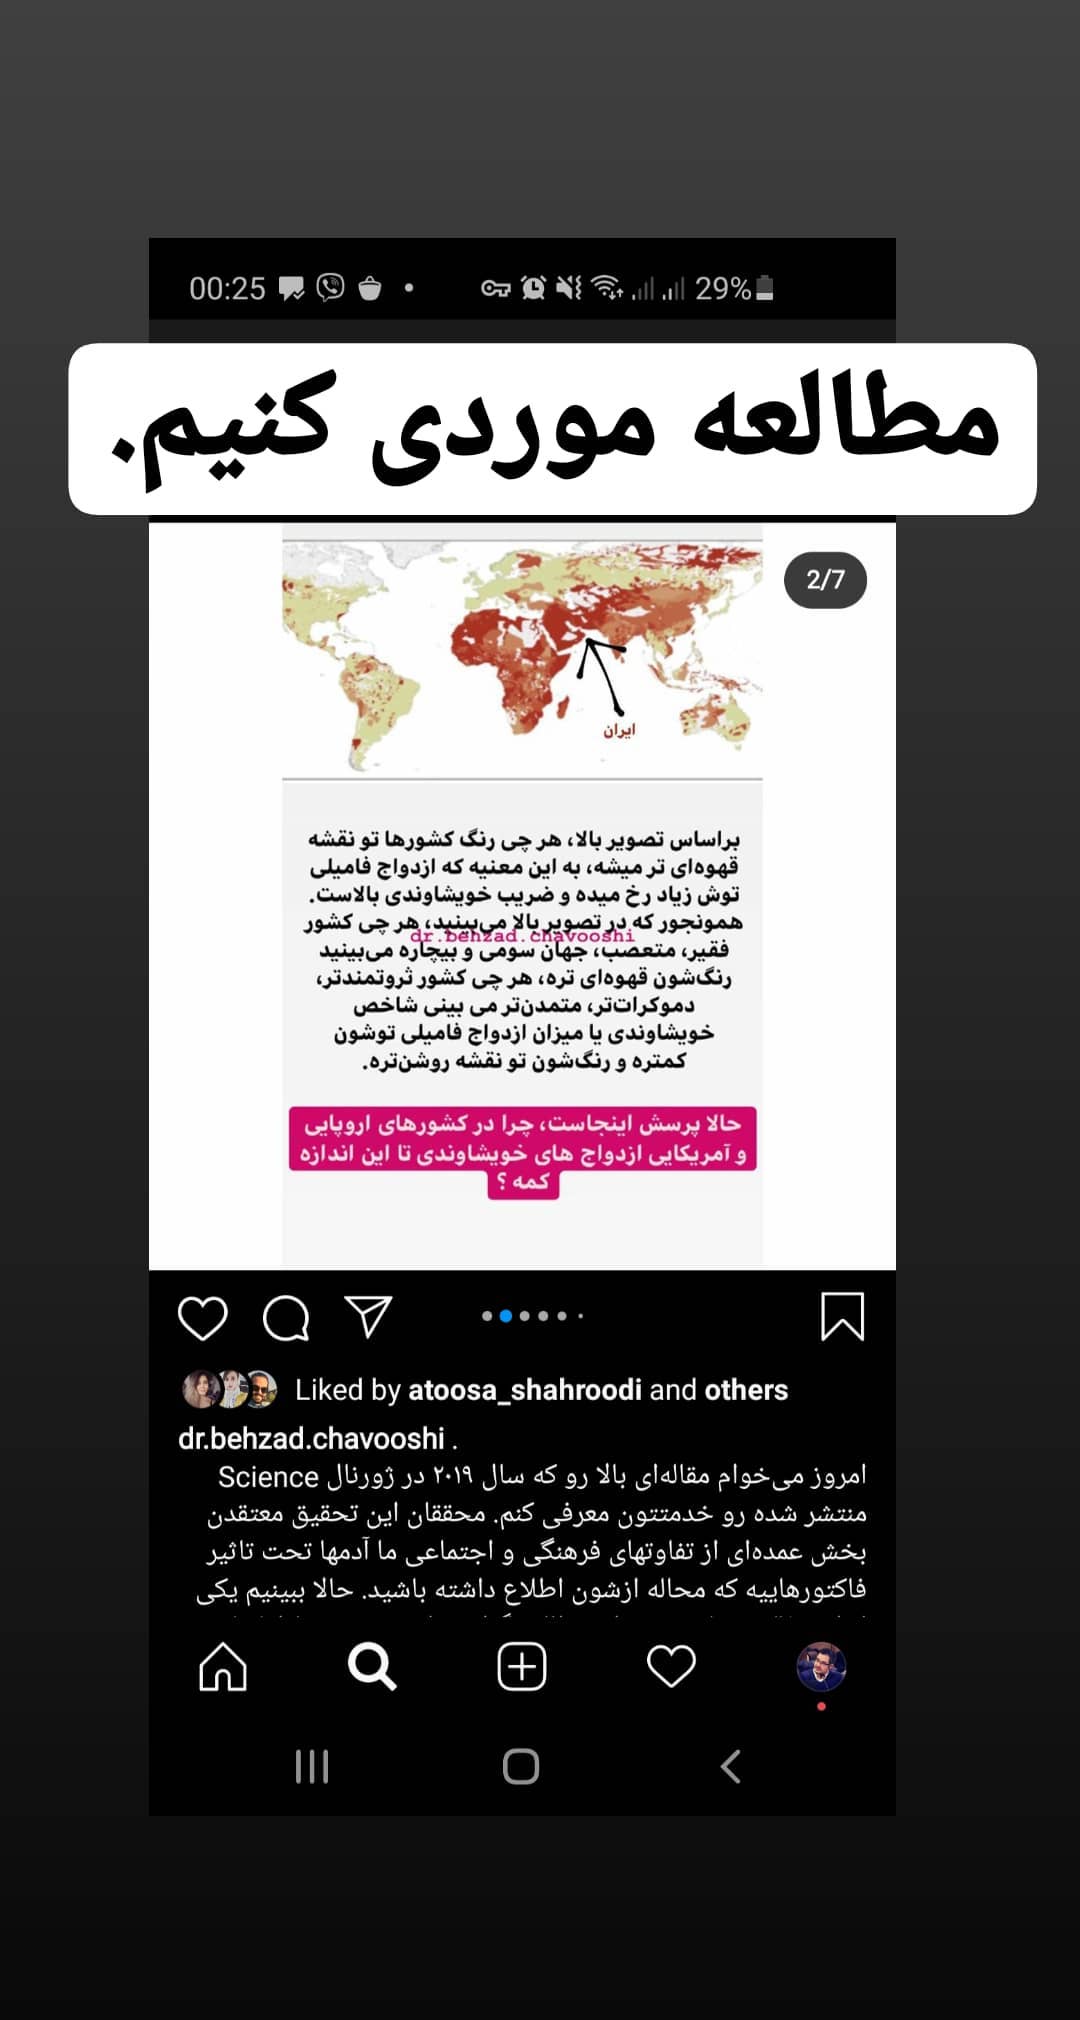 00:25
29%
مطالعه موردی کنیم.
2/7
ایران
براساس تصویر بالا، هر چی رنگ کشورها تو نقشه
قهوه‌ای تر میشه، به این معنیه که ازدواج فامیلی
توش زیاد رخ میده و ضریب خویشاوندی بالاست.
همونجور که در تصویر بالا می‌بینید، هر چی کشور
dr.behzad.chavooshi
فقیر، متعصب، جهان سومی و بیچاره می‌بینید
رنگ‌شون قهوه‌ای تره، هر چی کشور ثروتمندتر،
دموکرات‌تر، متمدن‌تر می بینی شاخص
خویشاوندی یا میزان ازدواج فامیلی توشون
کمتره و رنگ‌شون تو نقشه روشن‌تره.
حالا پرسش اینجاست، چرا در کشورهای اروپایی
و آمریکایی ازدواج های خویشاوندی تا این اندازه
کمه ؟
Liked by atoosa_shahroodi and others
dr.behzad.chavooshi .
امروز می‌خوام مقاله‌ای بالا رو که سال ۲۰۱۹ در ژورنال Science
منتشر شده رو خدمتتون معرفی کنم. محققان این تحقیق معتقدن
بخش عمده‌ای از تفاوتهای فرهنگی و اجتماعی ما آدمها تحت تاثیر
فاکتورهاییه که محاله ازشون اطلاع داشته باشید. حالا ببینیم یکی